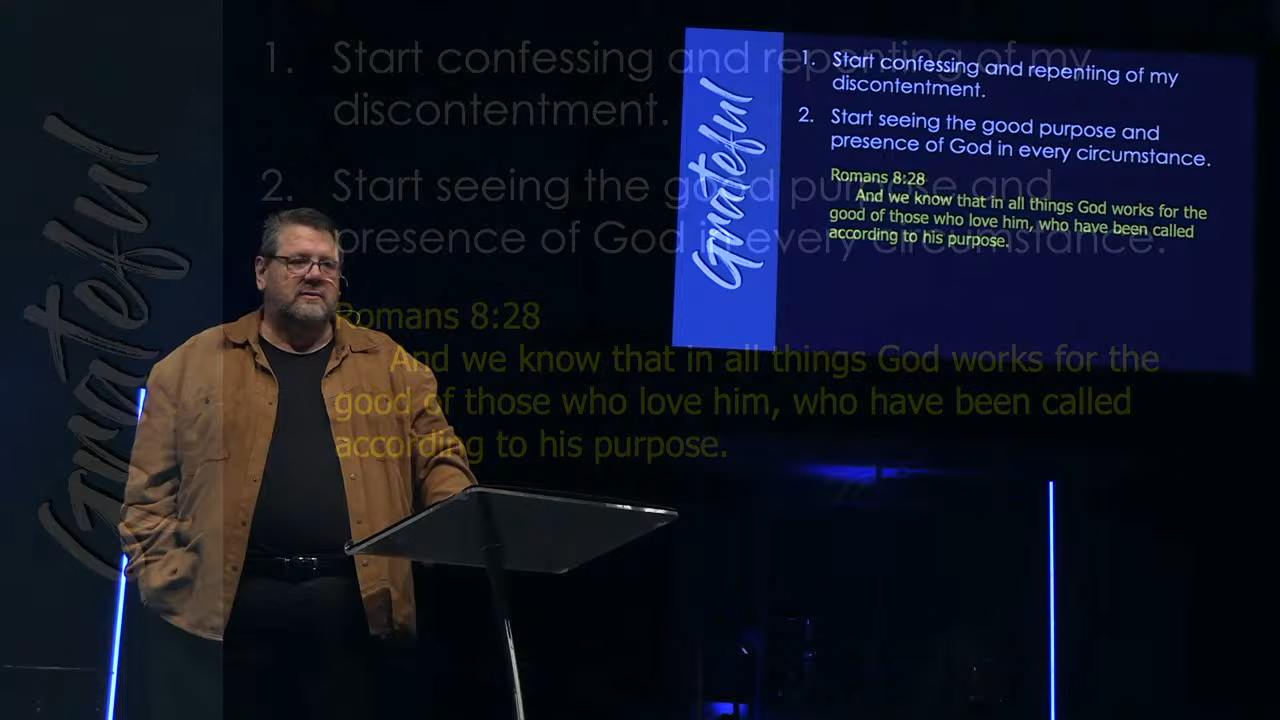 Grateful
1. Start confessing and repenting of my
discontentment.
2. Start seeing the good purpose and
presence of God in every circumstance.
Romans 8:28
And we know that in all things God works for the
good of those who love him, who have been called
according to his purpose.
Grateful
1. Start confessing and repenting of my
discontentment.
2. Start seeing the good purpose and
presence of God in every circumstance.
Romans 8:28
And we know that in all things God works for the
good of those who love him, who have been called
according to his purpose.